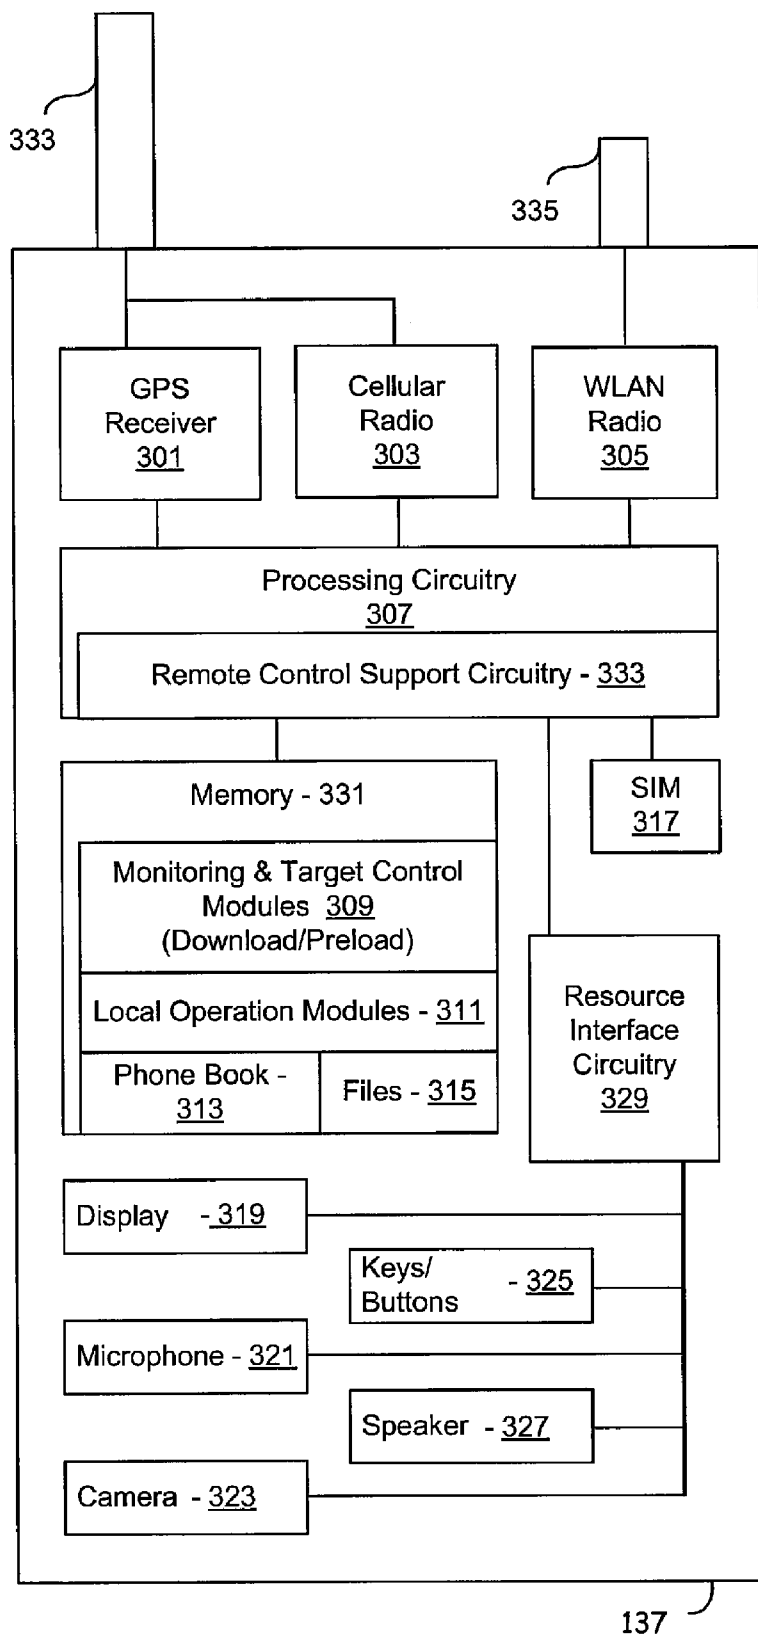 333
335
GPS
Receiver
301
Cellular
Radio
303
WLAN
Radio
305
Processing Circuitry
307
Remote Control Support Circuitry - 333
Memory - 331
SIM
317
Monitoring & Target Control
Modules 309
(Download/Preload)
Local Operation Modules - 311
Phone Book -
313
Files - 315
Resource
Interface
Circuitry
329
Display - 319
Keys/
Buttons - 325
Microphone - 321
Speaker - 327
Camera - 323
137